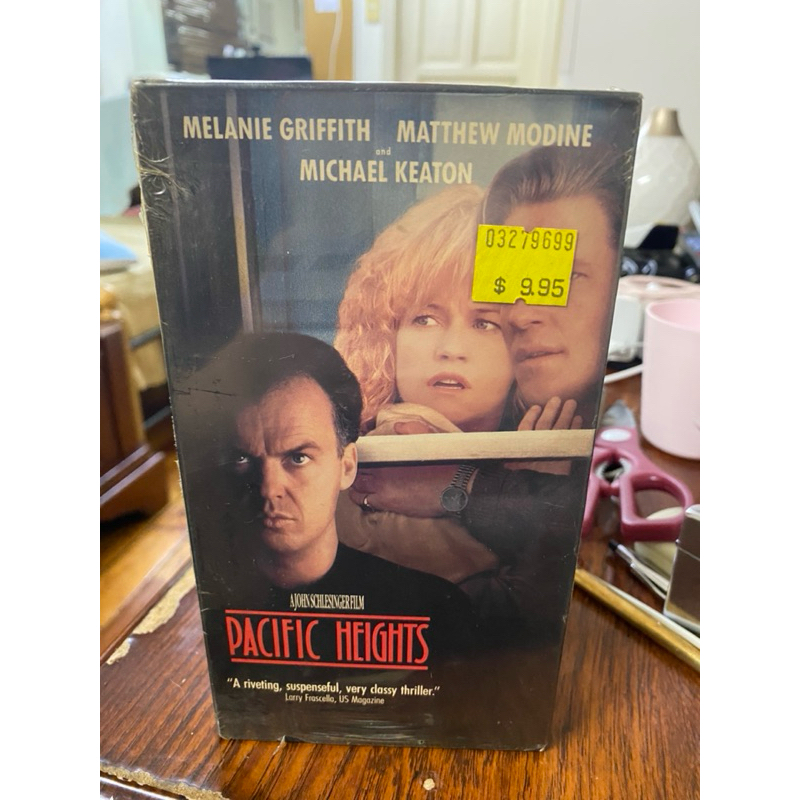 MELANIE GRIFFITH MATTHEW MODINE
and
MICHAEL KEATON
03279699
$ 9.95
A JOHN SCHLESINGER FILM
PACIFIC HEIGHTS
"A riveting, suspenseful, very classy thriller."
Larry Frascella, US Magazine